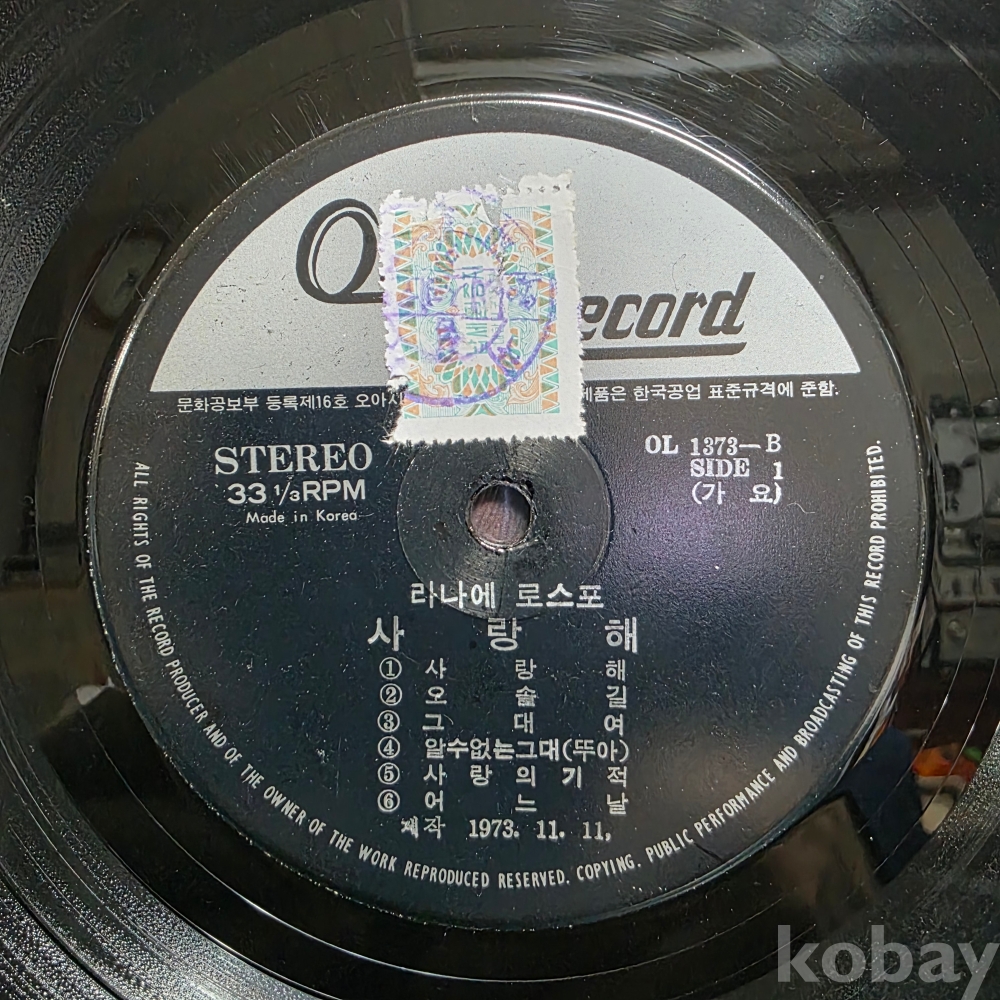 ecord
문화공보부 등록제16호 오아시
제품은 한국공업 표준규격에 준함.
STEREO
33 1/3 RPM
Made in Korea
OL 1373-B
SIDE 1
(가 요)
라나에 로스포
사 랑 해
① 사 랑 해
② 오 솔 길
③ 그 대 여
④ 알수없는그대(뚜아)
⑤ 사 랑 의 기 적
⑥ 어 느 날
제작 1973. 11. 11,
ALL RIGHTS OF THE RECORD PRODUCER AND OF THE OWNER OF THE WORK REPRODUCED RESERVED. COPYING, PUBLIC PERFORMANCE AND BROADCASTING OF THIS RECORD PROHIBITED.
kobay